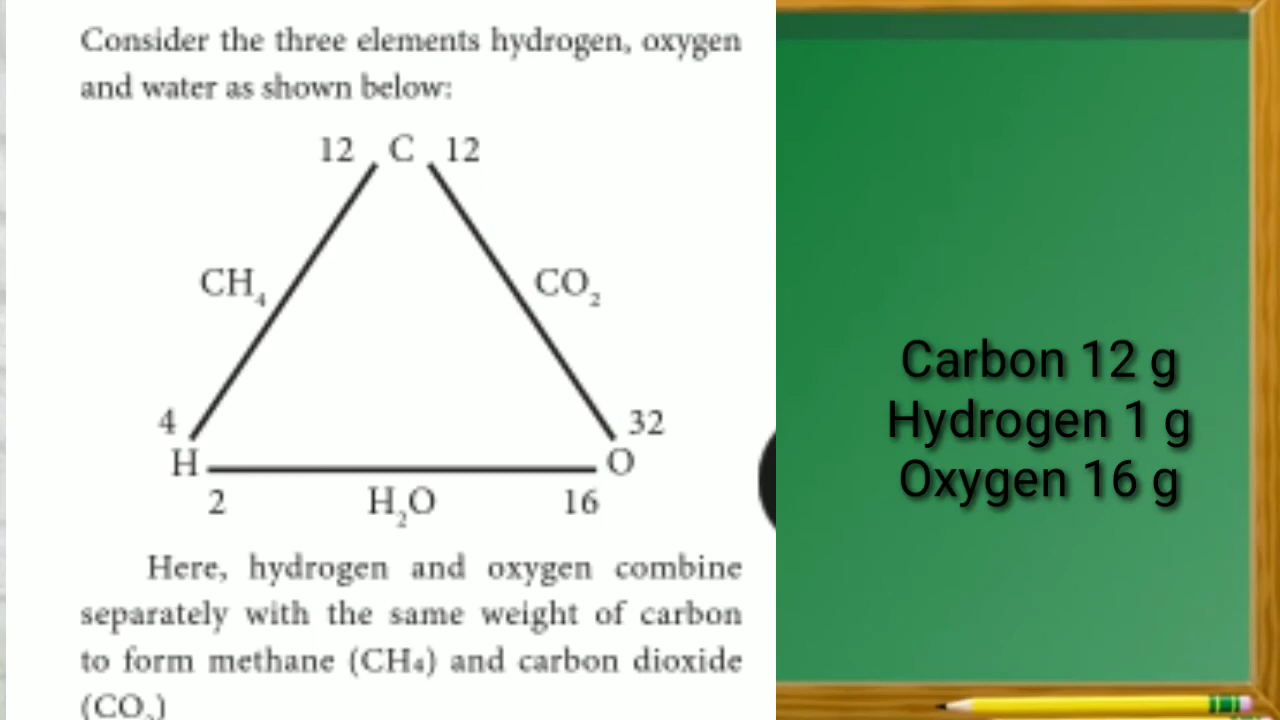 Consider the three elements hydrogen, oxygen
and water as shown below:
12 C 12
CH₄ CO₂
4 32
H O
2 H₂O 16
Here, hydrogen and oxygen combine
separately with the same weight of carbon
to form methane (CH₄) and carbon dioxide
(CO₂)
Carbon 12 g
Hydrogen 1 g
Oxygen 16 g